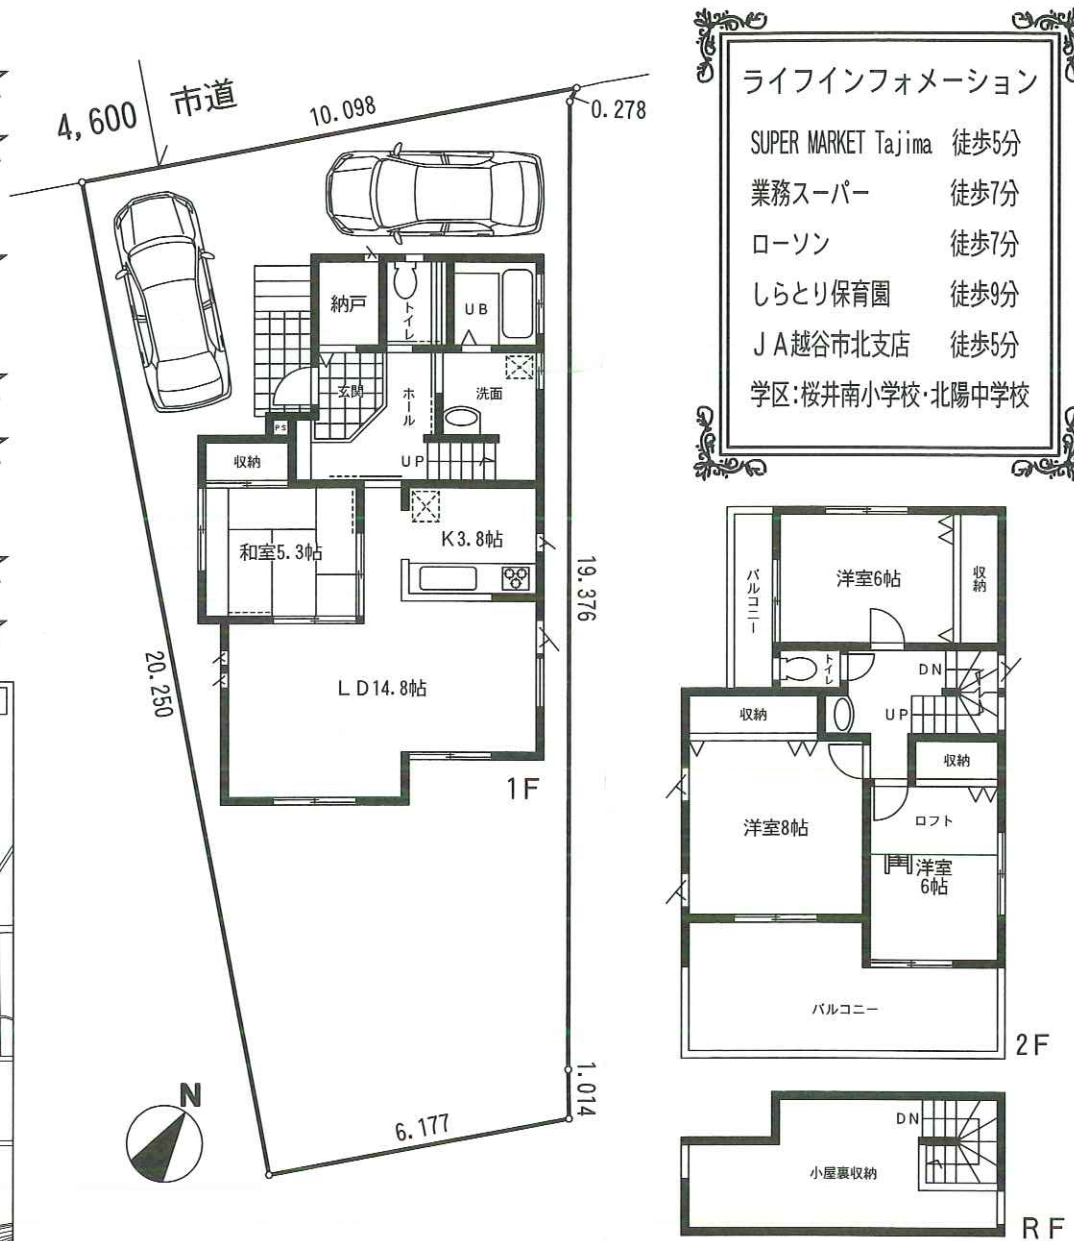 4,600 市道
10.098
0.278
納戸
トイレ
UB
玄関
ホール
洗面
PS
収納
UP
和室5.3帖
K3.8帖
19.376
20.250
LD14.8帖
1F
1.014
6.177
N
ライフインフォメーション
SUPER MARKET Tajima 徒歩5分
業務スーパー 徒歩7分
ローソン 徒歩7分
しらとり保育園 徒歩9分
JA越谷市北支店 徒歩5分
学区:桜井南小学校・北陽中学校
バルコニー
洋室6帖
収納
トイレ
DN
収納
UP
収納
洋室8帖
ロフト
洋室
6帖
バルコニー
2F
DN
小屋裏収納
RF